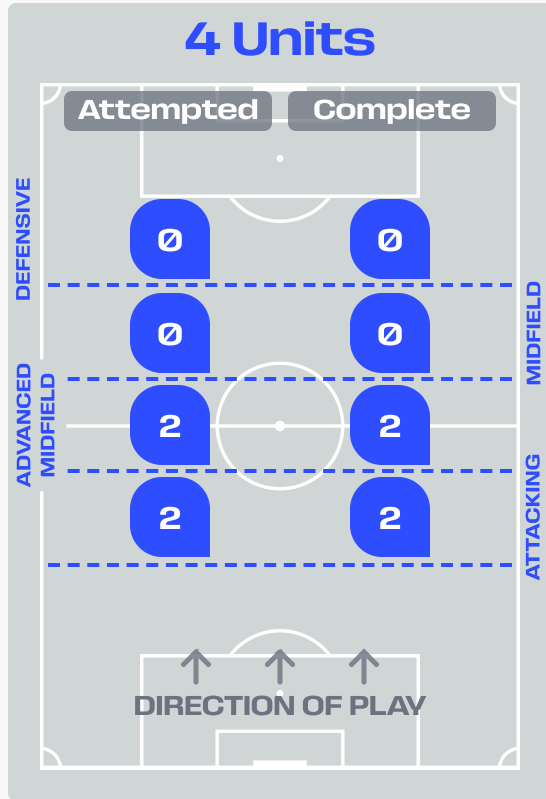 4 Units
Attempted
Complete
DEFENSIVE
0
0
MIDFIELD
0
0
ADVANCED
MIDFIELD
2
2
ATTACKING
2
2
DIRECTION OF PLAY